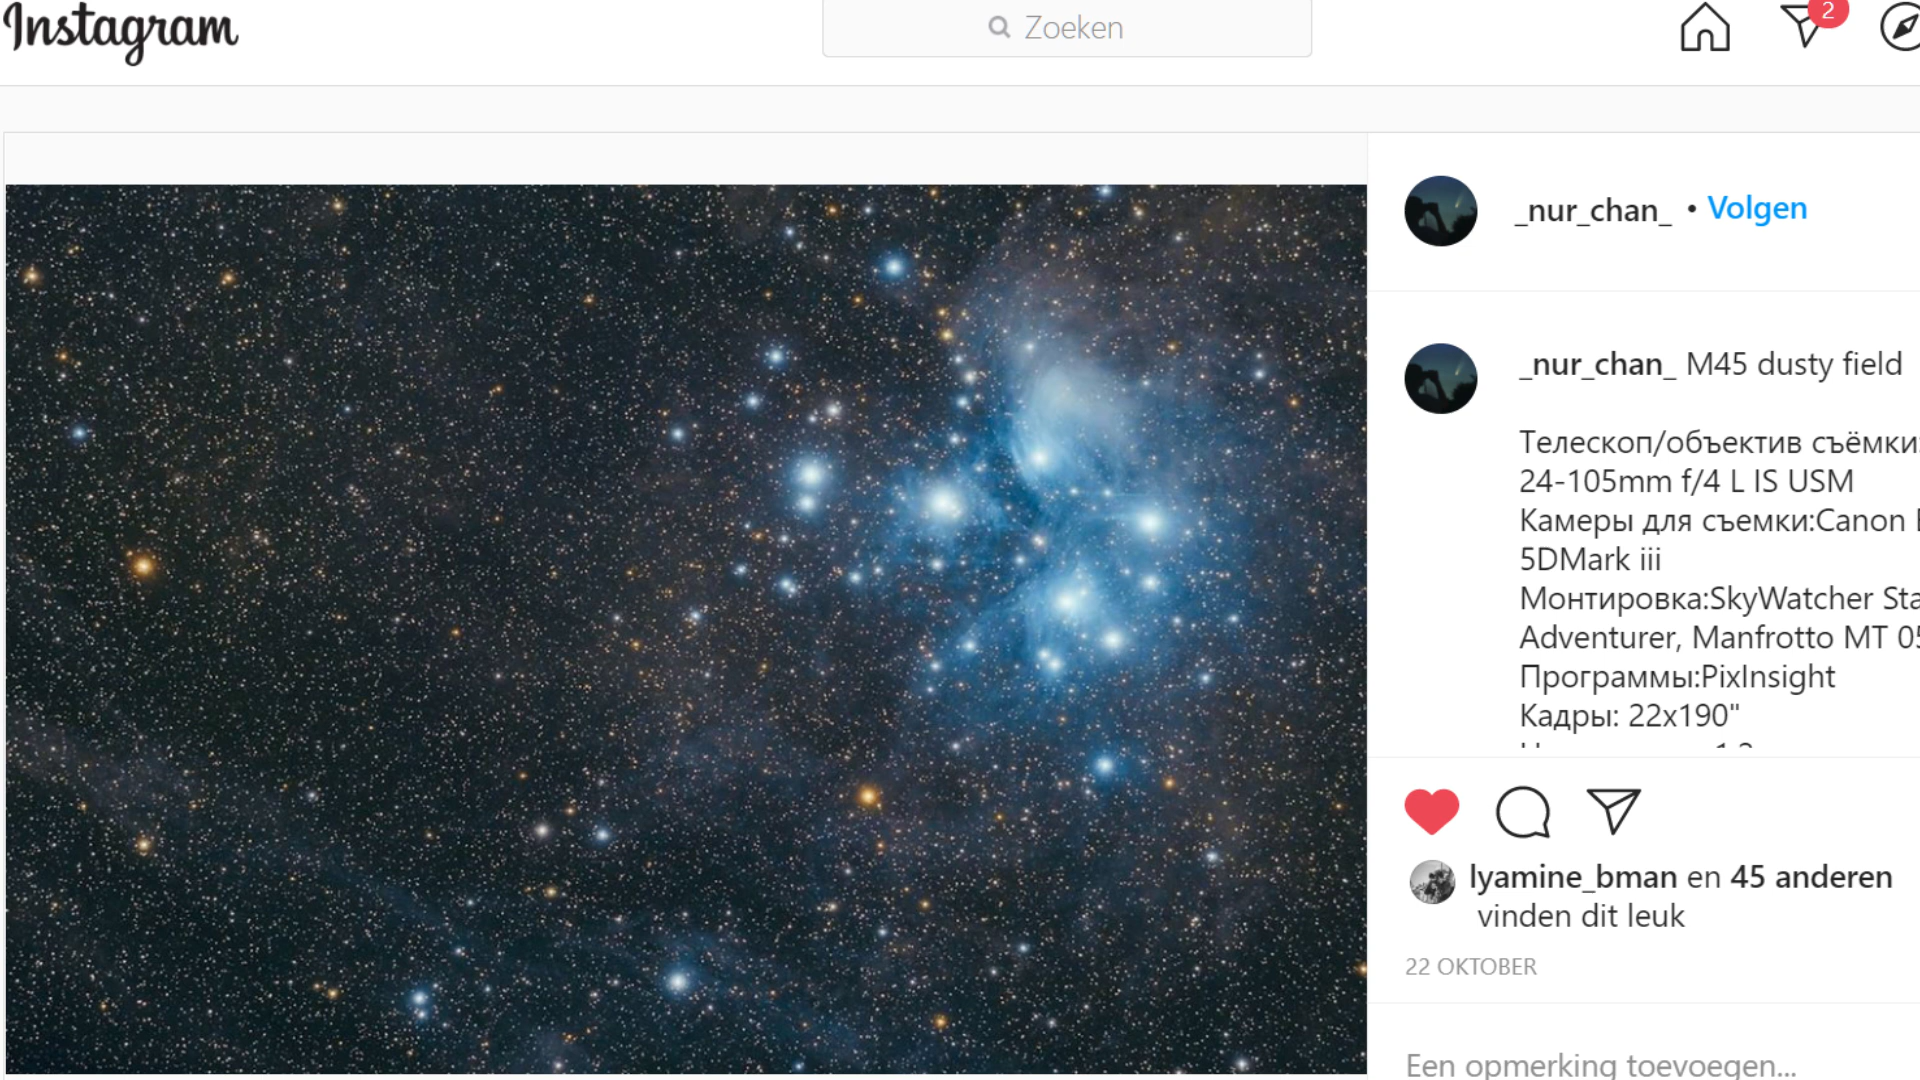 Instagram
Zoeken
2
_nur_chan_ • Volgen
_nur_chan_ M45 dusty field
Телескоп/объектив съёмки:
24-105mm f/4 L IS USM
Камеры для съемки:Canon
5DMark iii
Монтировка:SkyWatcher
Adventurer, Manfrotto MT
Программы:PixInsight
Кадры: 22x190"
lyamine_bman en 45 anderen
vinden dit leuk
22 OKTOBER
Een opmerking toevoegen...